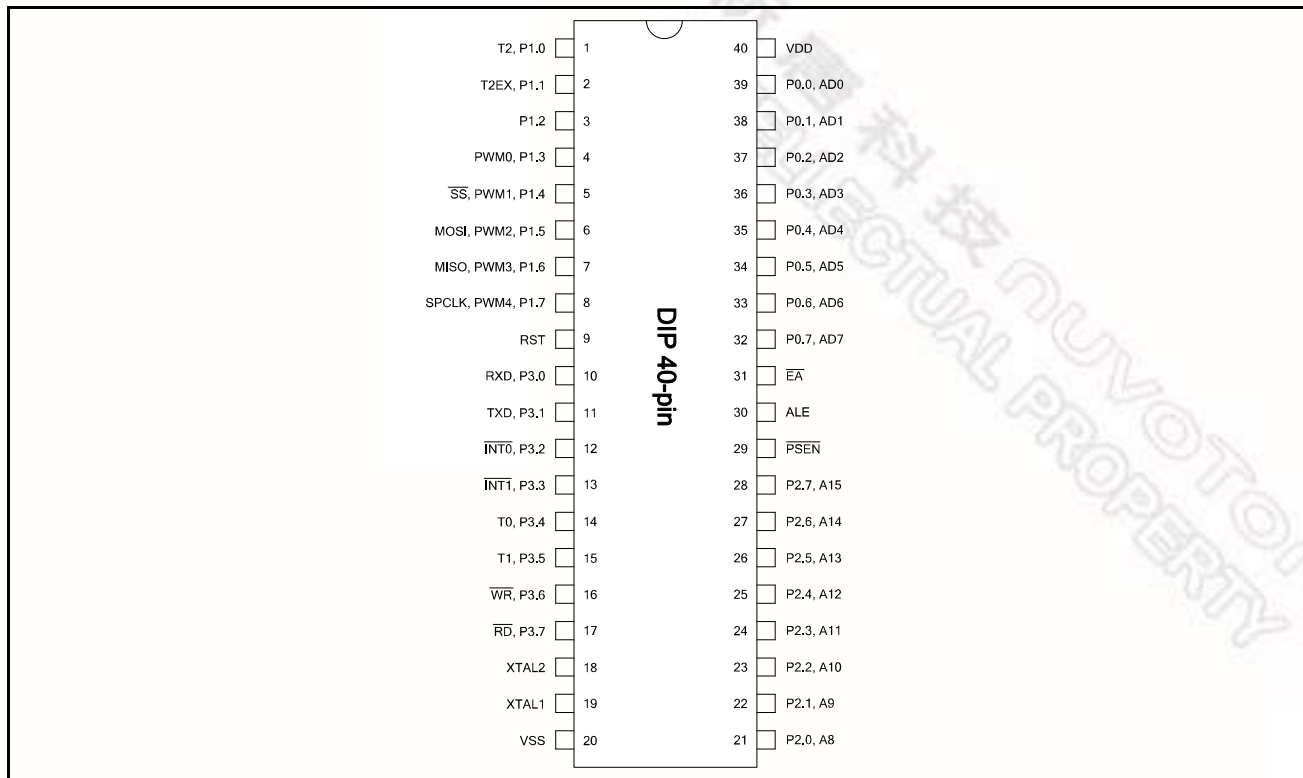 T2, P1.0 1 40 VDD
T2EX, P1.1 2 39 P0.0, AD0
P1.2 3 38 P0.1, AD1
PWM0, P1.3 4 37 P0.2, AD2
S̅S̅, PWM1, P1.4 5 36 P0.3, AD3
MOSI, PWM2, P1.5 6 35 P0.4, AD4
MISO, PWM3, P1.6 7 34 P0.5, AD5
SPCLK, PWM4, P1.7 8 33 P0.6, AD6
RST 9 32 P0.7, AD7
RXD, P3.0 10 31 E̅A̅
TXD, P3.1 11 30 ALE
I̅N̅T̅0̅, P3.2 12 29 P̅S̅E̅N̅
I̅N̅T̅1̅, P3.3 13 28 P2.7, A15
T0, P3.4 14 27 P2.6, A14
T1, P3.5 15 26 P2.5, A13
W̅R̅, P3.6 16 25 P2.4, A12
R̅D̅, P3.7 17 24 P2.3, A11
XTAL2 18 23 P2.2, A10
XTAL1 19 22 P2.1, A9
VSS 20 21 P2.0, A8
DIP 40-pin
科技 nuvoton
PROPERTY